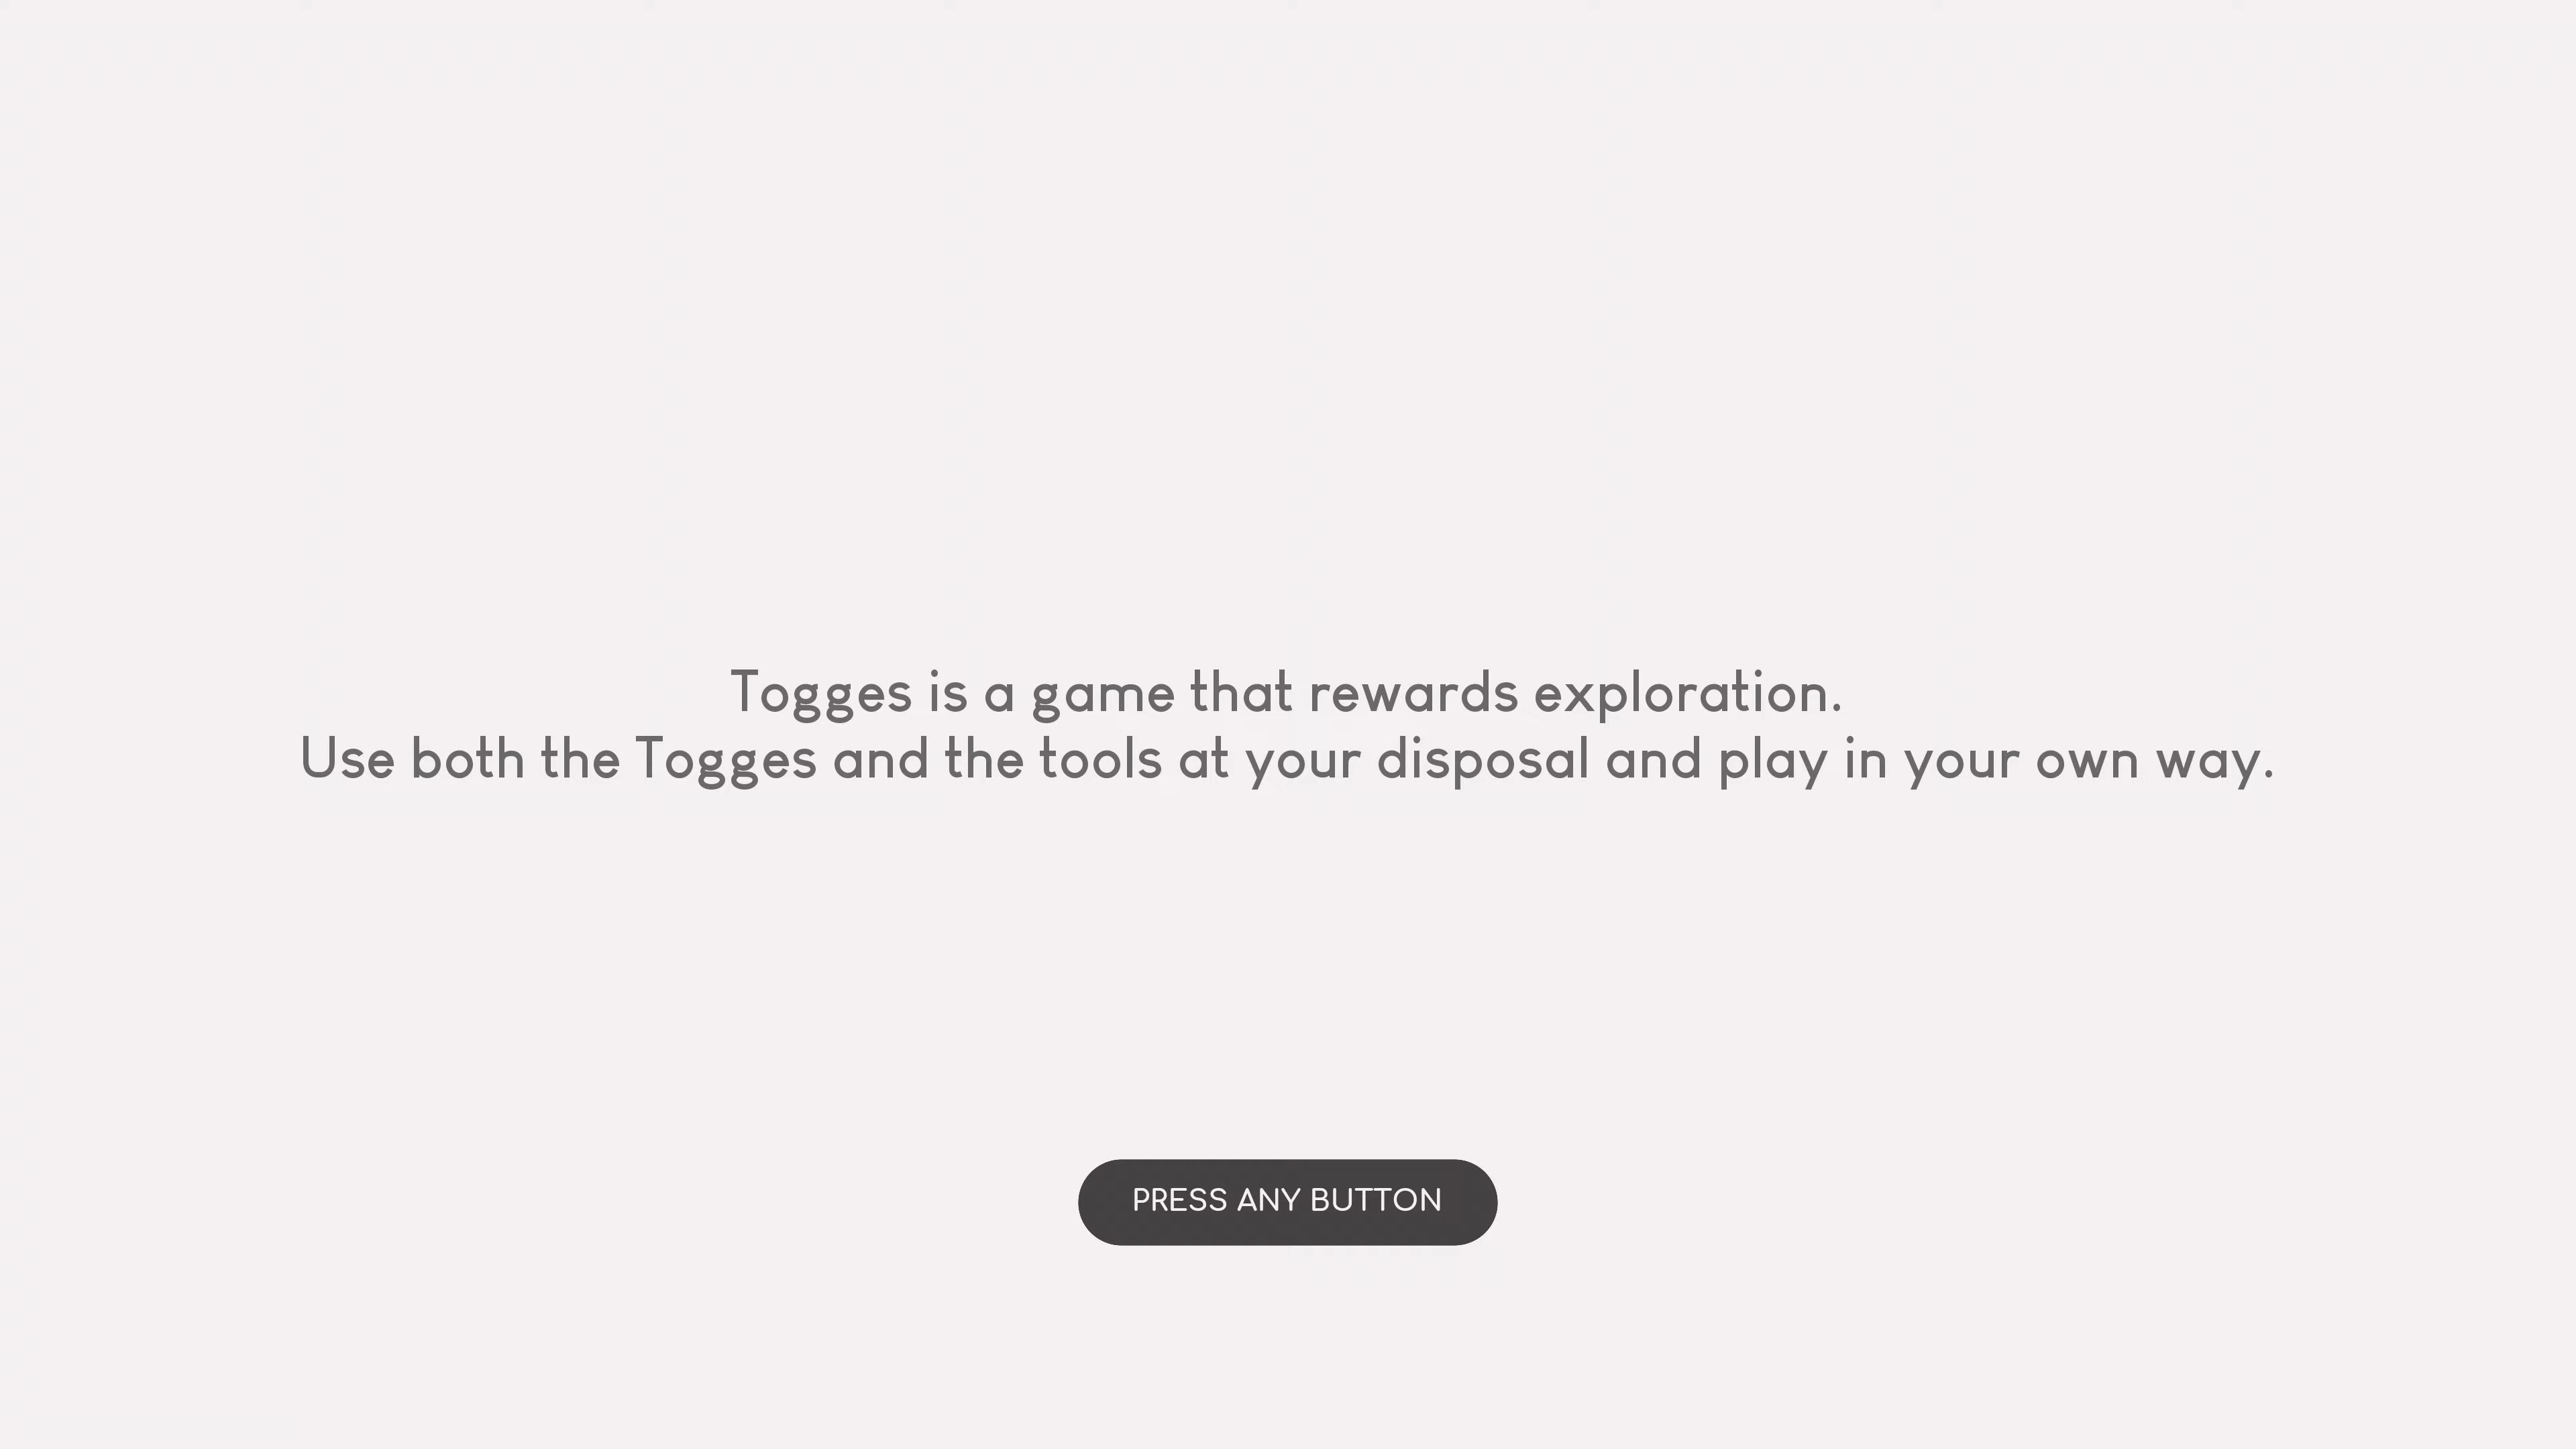 Togges is a game that rewards exploration.
Use both the Togges and the tools at your disposal and play in your own way.
PRESS ANY BUTTON